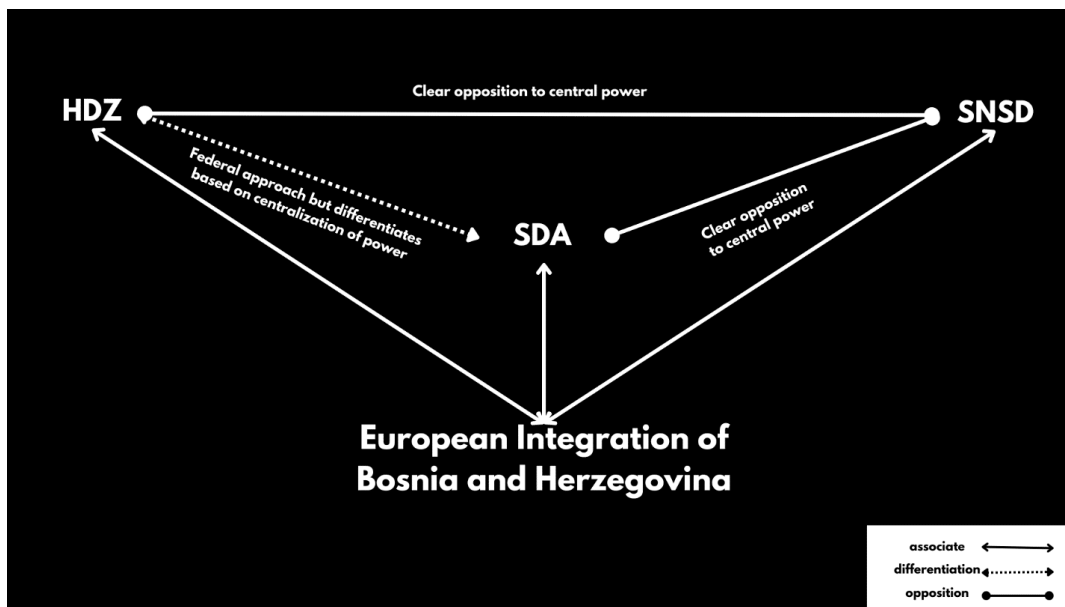 Clear opposition to central power
HDZ
SNSD
Federal approach but differentiates
based on centralization of power
SDA
Clear opposition
to central power
European Integration of
Bosnia and Herzegovina
associate
differentiation
opposition